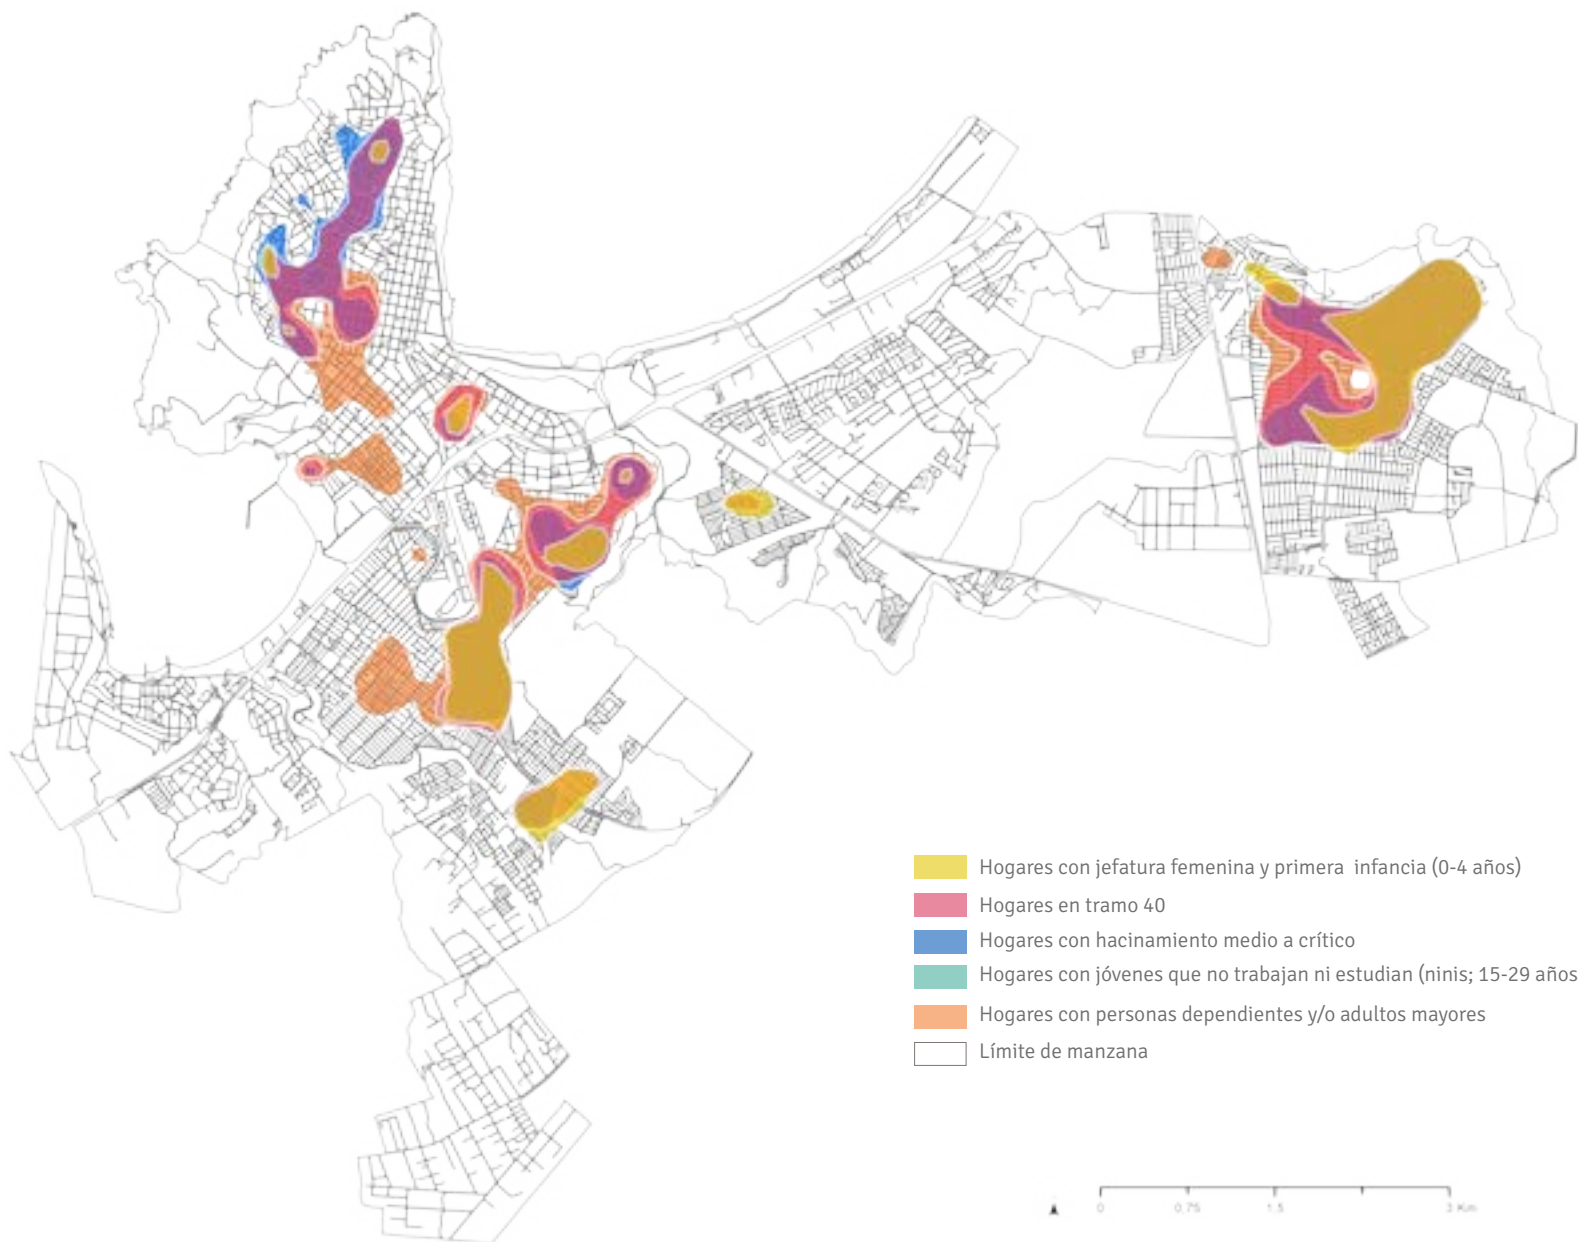 Hogares con jefatura femenina y primera infancia (0-4 años)
Hogares en tramo 40
Hogares con hacinamiento medio a crítico
Hogares con jóvenes que no trabajan ni estudian (ninis; 15-29 años
Hogares con personas dependientes y/o adultos mayores
Límite de manzana
0 0.75 1.5 3 Km